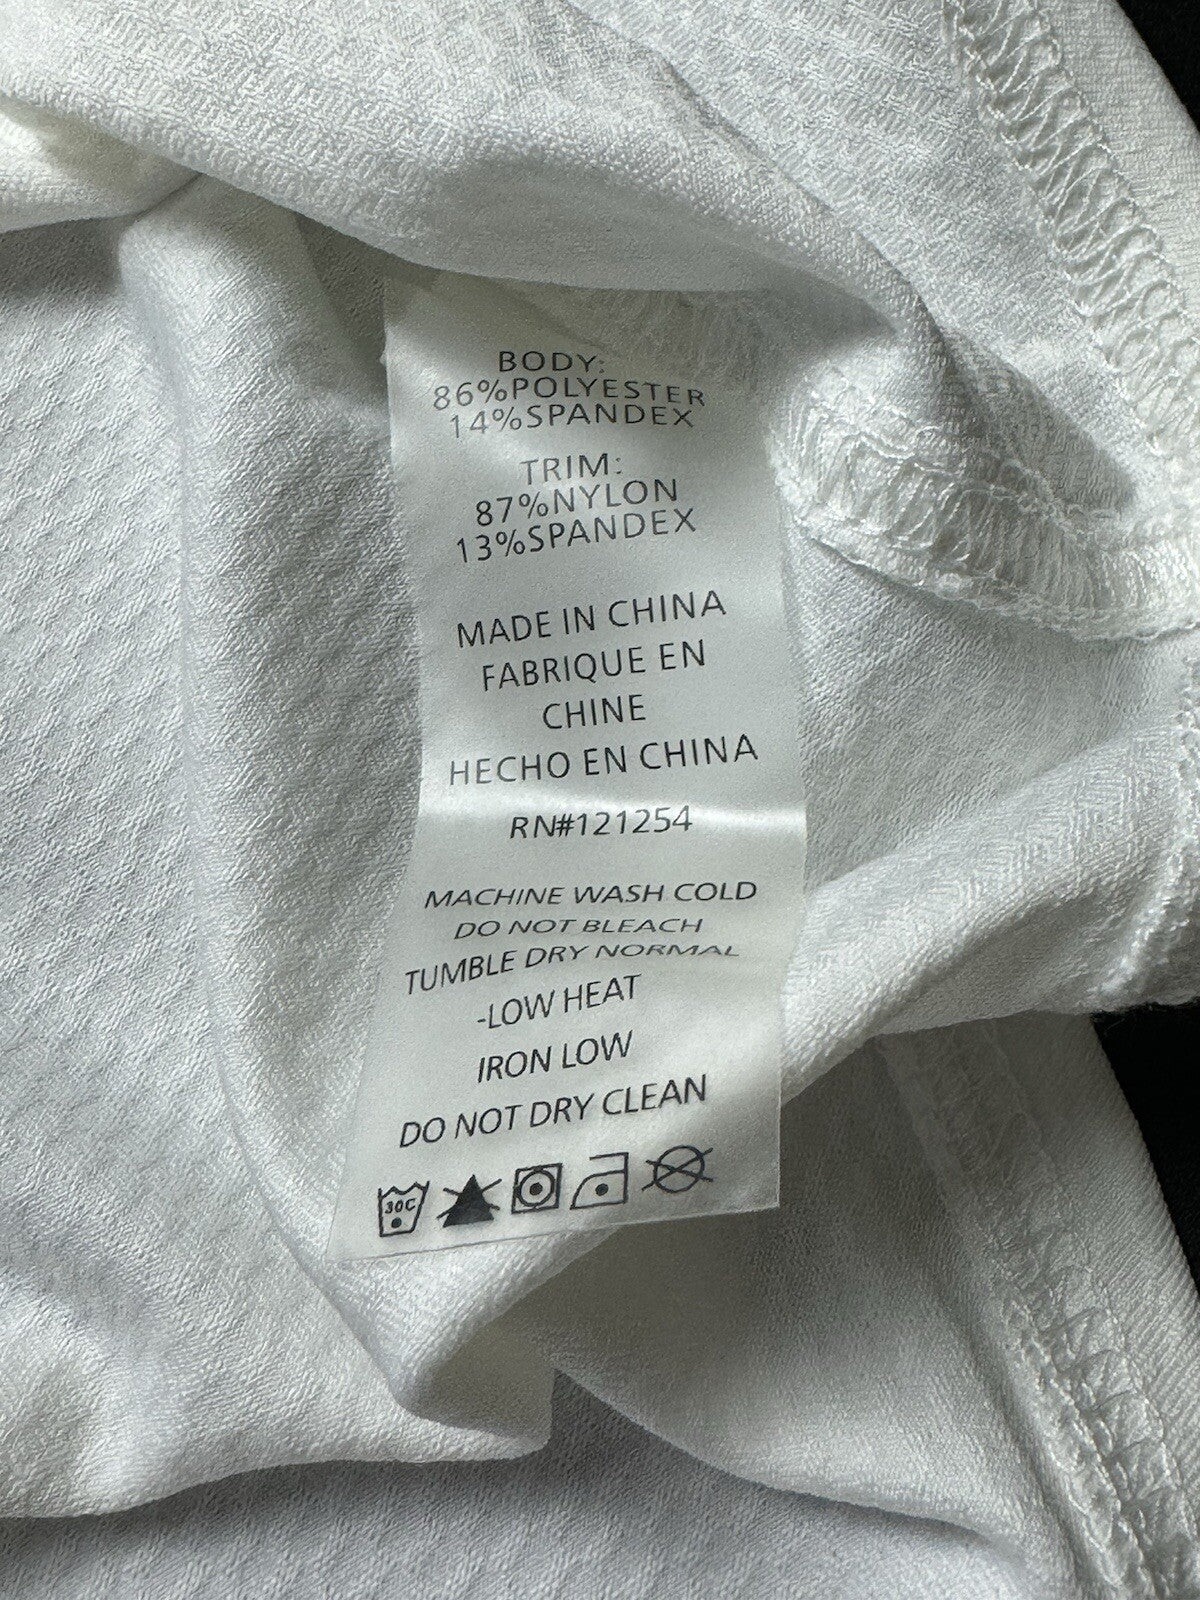 BODY:
86%POLYESTER
14%SPANDEX
TRIM:
87%NYLON
13%SPANDEX
MADE IN CHINA
FABRIQUE EN
CHINE
HECHO EN CHINA
RN#121254
MACHINE WASH COLD
DO NOT BLEACH
TUMBLE DRY NORMAL
-LOW HEAT
IRON LOW
DO NOT DRY CLEAN
30C